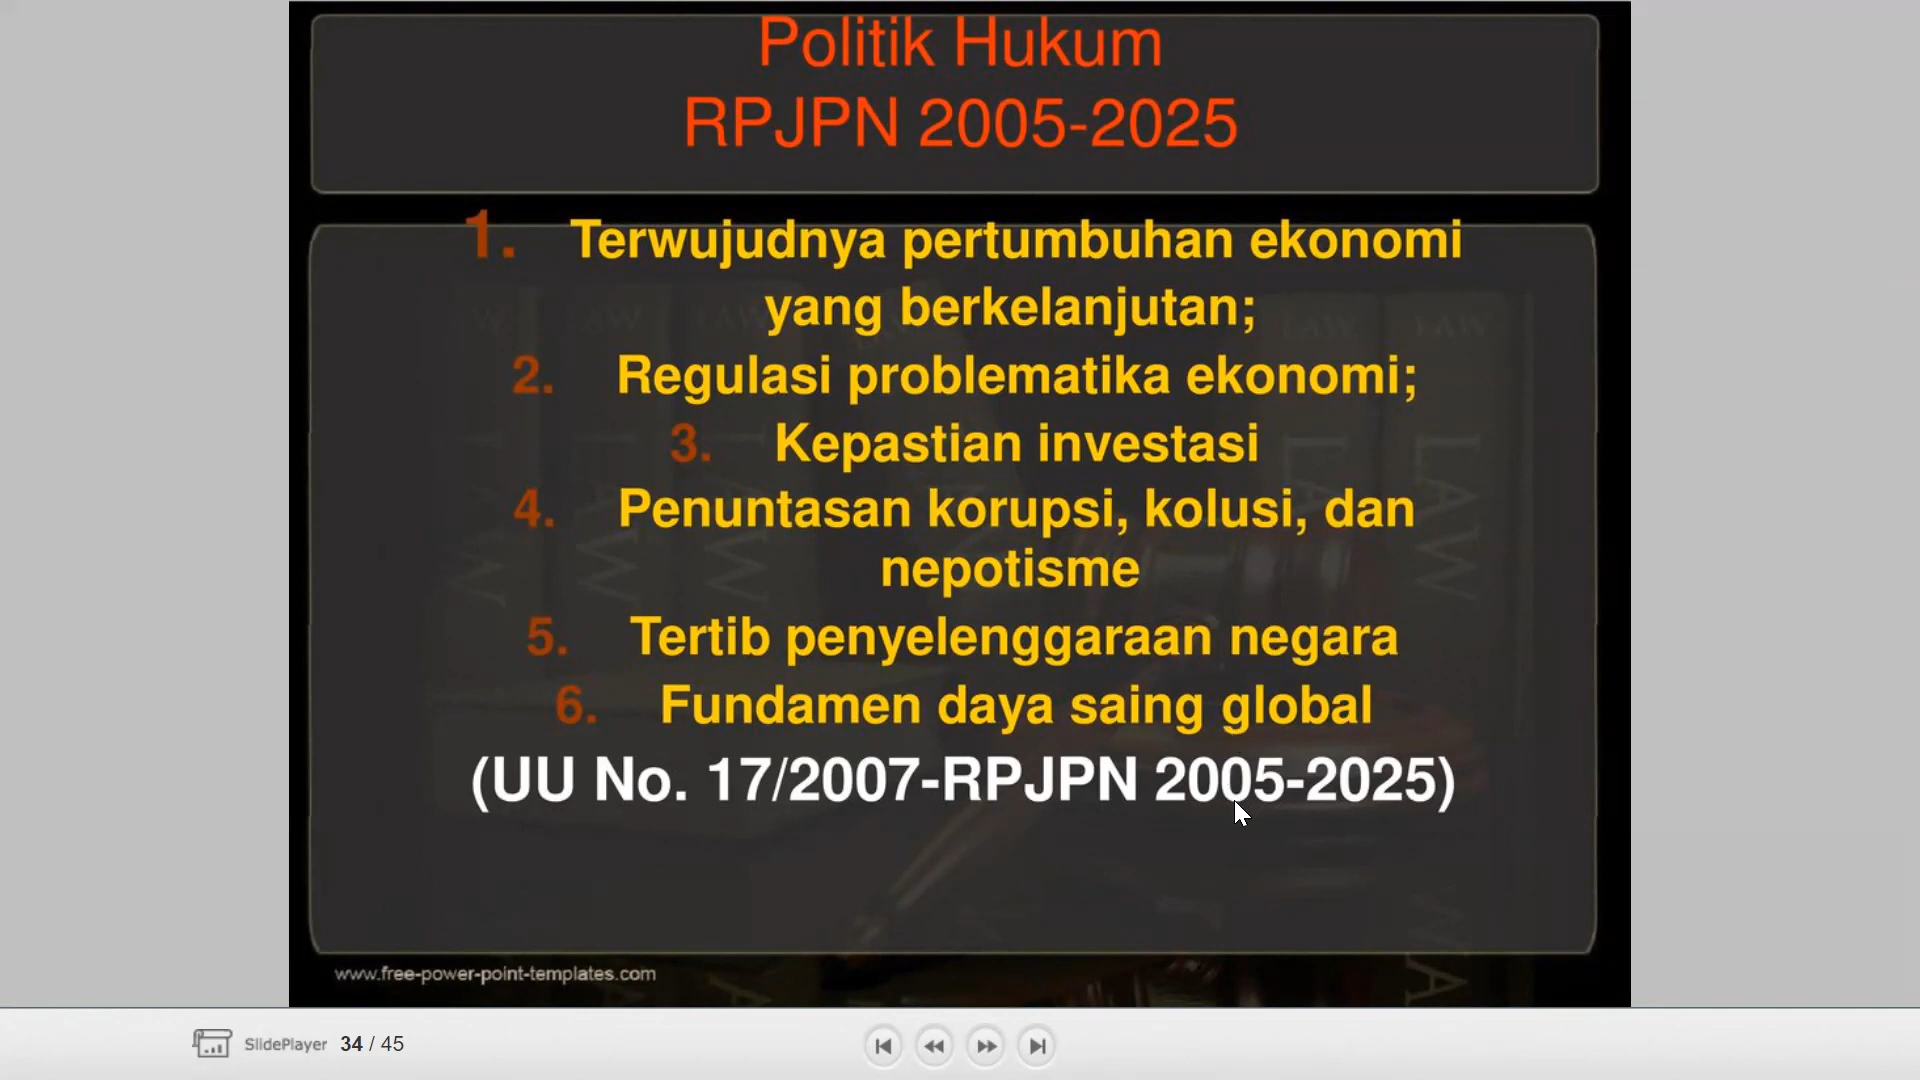 Politik Hukum
RPJPN 2005-2025
1. Terwujudnya pertumbuhan ekonomi
yang berkelanjutan;
2. Regulasi problematika ekonomi;
3. Kepastian investasi
4. Penuntasan korupsi, kolusi, dan
nepotisme
5. Tertib penyelenggaraan negara
6. Fundamen daya saing global
(UU No. 17/2007-RPJPN 2005-2025)
www.free-power-point-templates.com
SlidePlayer 34 / 45